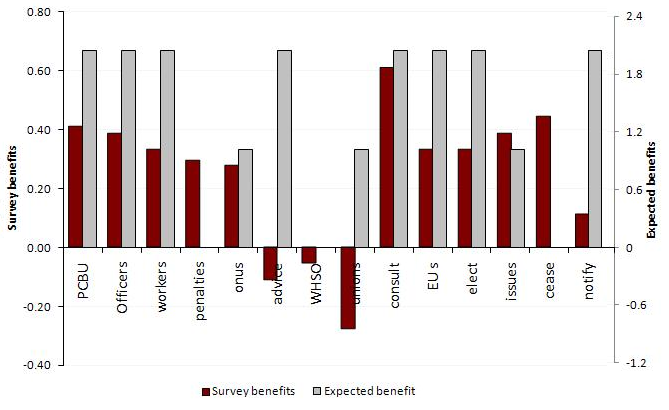 0.80
0.60
0.40
0.20
0.00
-0.20
-0.40
Survey benefits
PCBU
Officers
workers
penalties
onus
advice
WHSO
unions
consult
EU s
elect
issues
cease
notify
2.4
1.8
1.2
0.6
0
-0.6
-1.2
Expected benefits
Survey benefits
Expected benefit